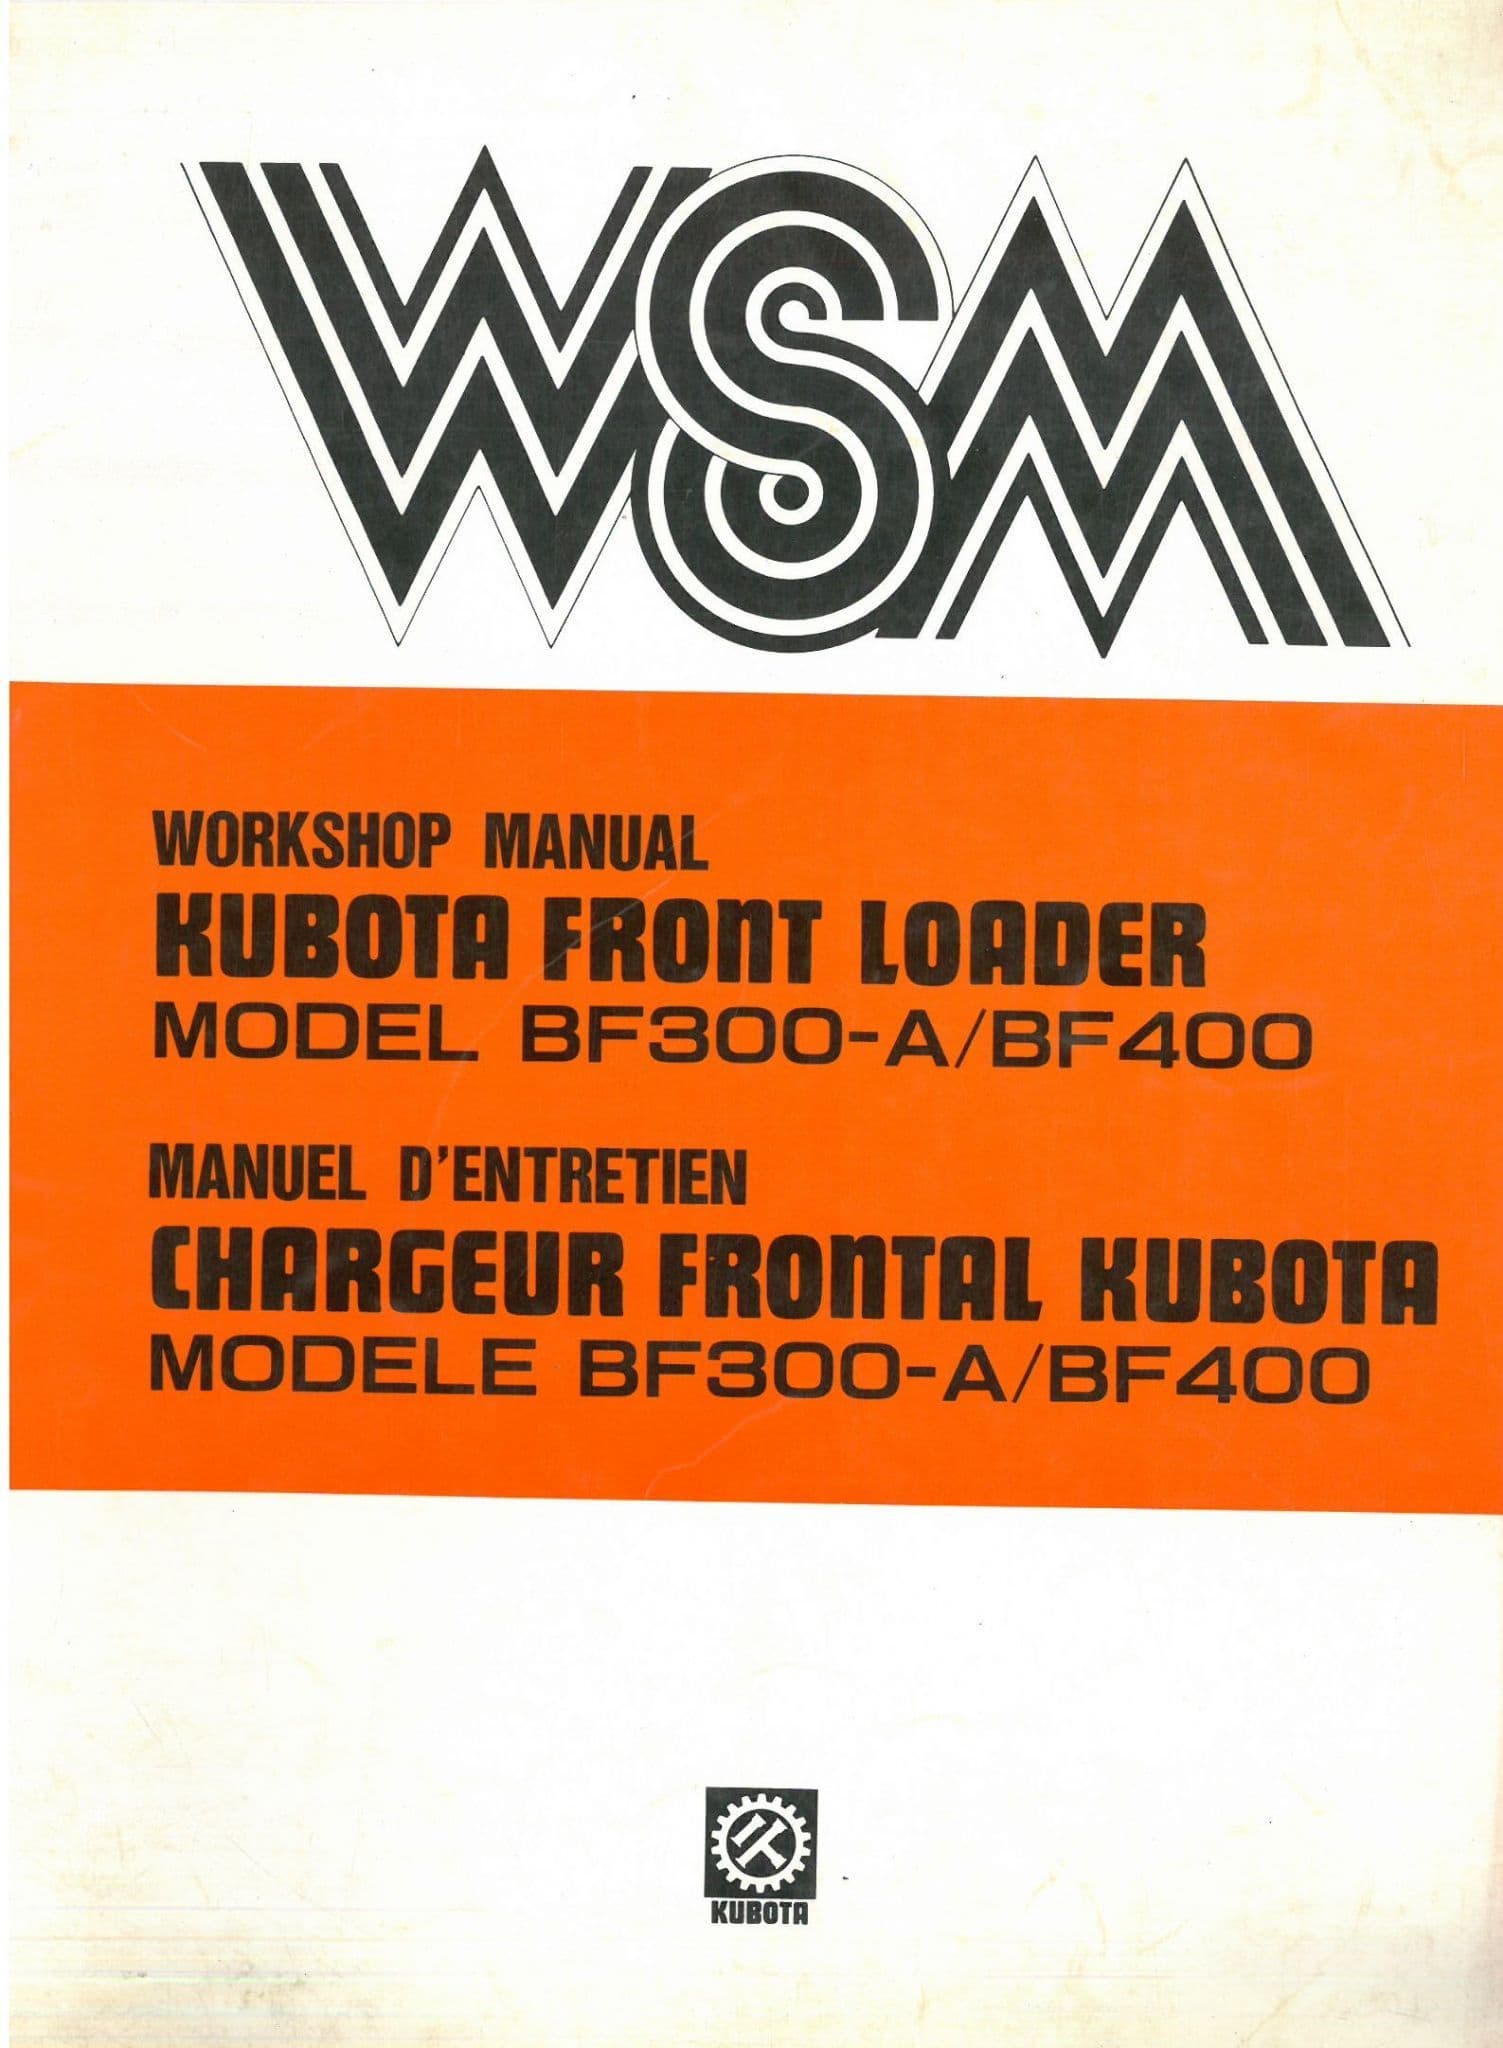 WSM
WORKSHOP MANUAL
KUBOTA FRONT LOADER
MODEL BF300-A/BF400
MANUEL D'ENTRETIEN
CHARGEUR FRONTAL KUBOTA
MODELE BF300-A/BF400
KUBOTA